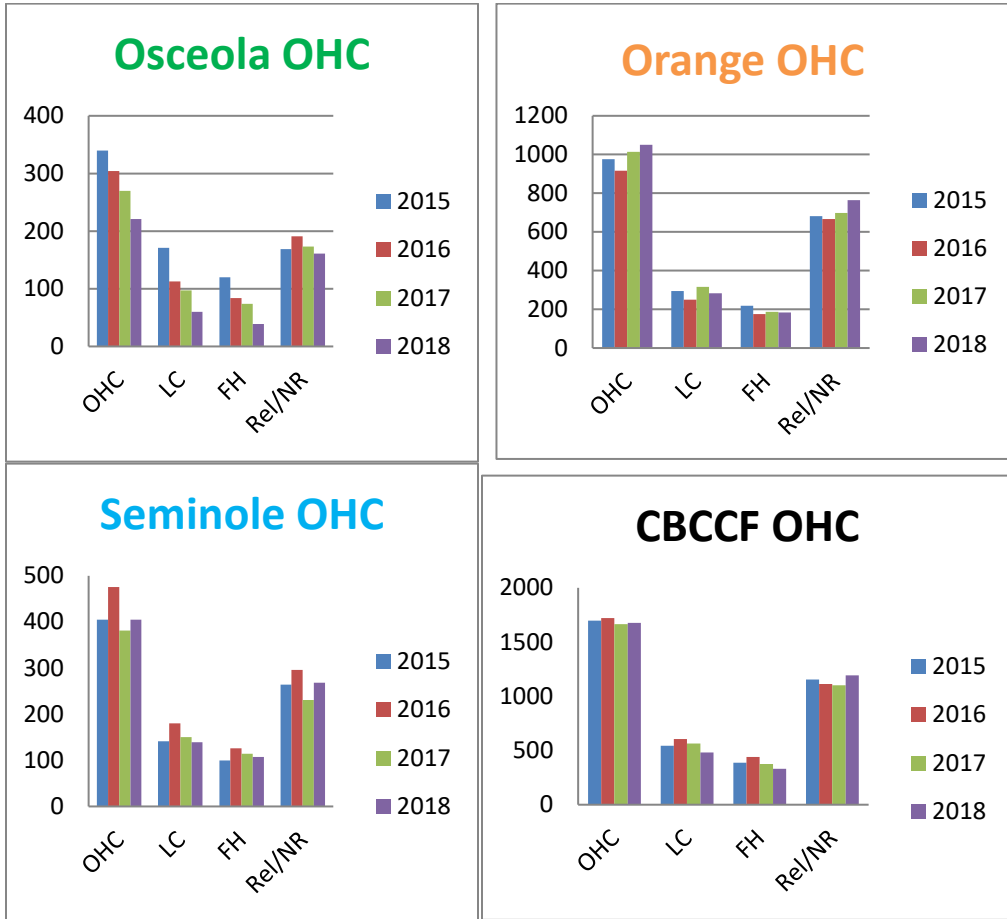 Osceola OHC
400
300
200
100
0
OHC
LC
FH
Rel/NR
2015
2016
2017
2018
Orange OHC
1200
1000
800
600
400
200
0
OHC
LC
FH
Rel/NR
2015
2016
2017
2018
Seminole OHC
500
400
300
200
100
0
OHC
LC
FH
Rel/NR
2015
2016
2017
2018
CBCCF OHC
2000
1500
1000
500
0
OHC
LC
FH
Rel/NR
2015
2016
2017
2018